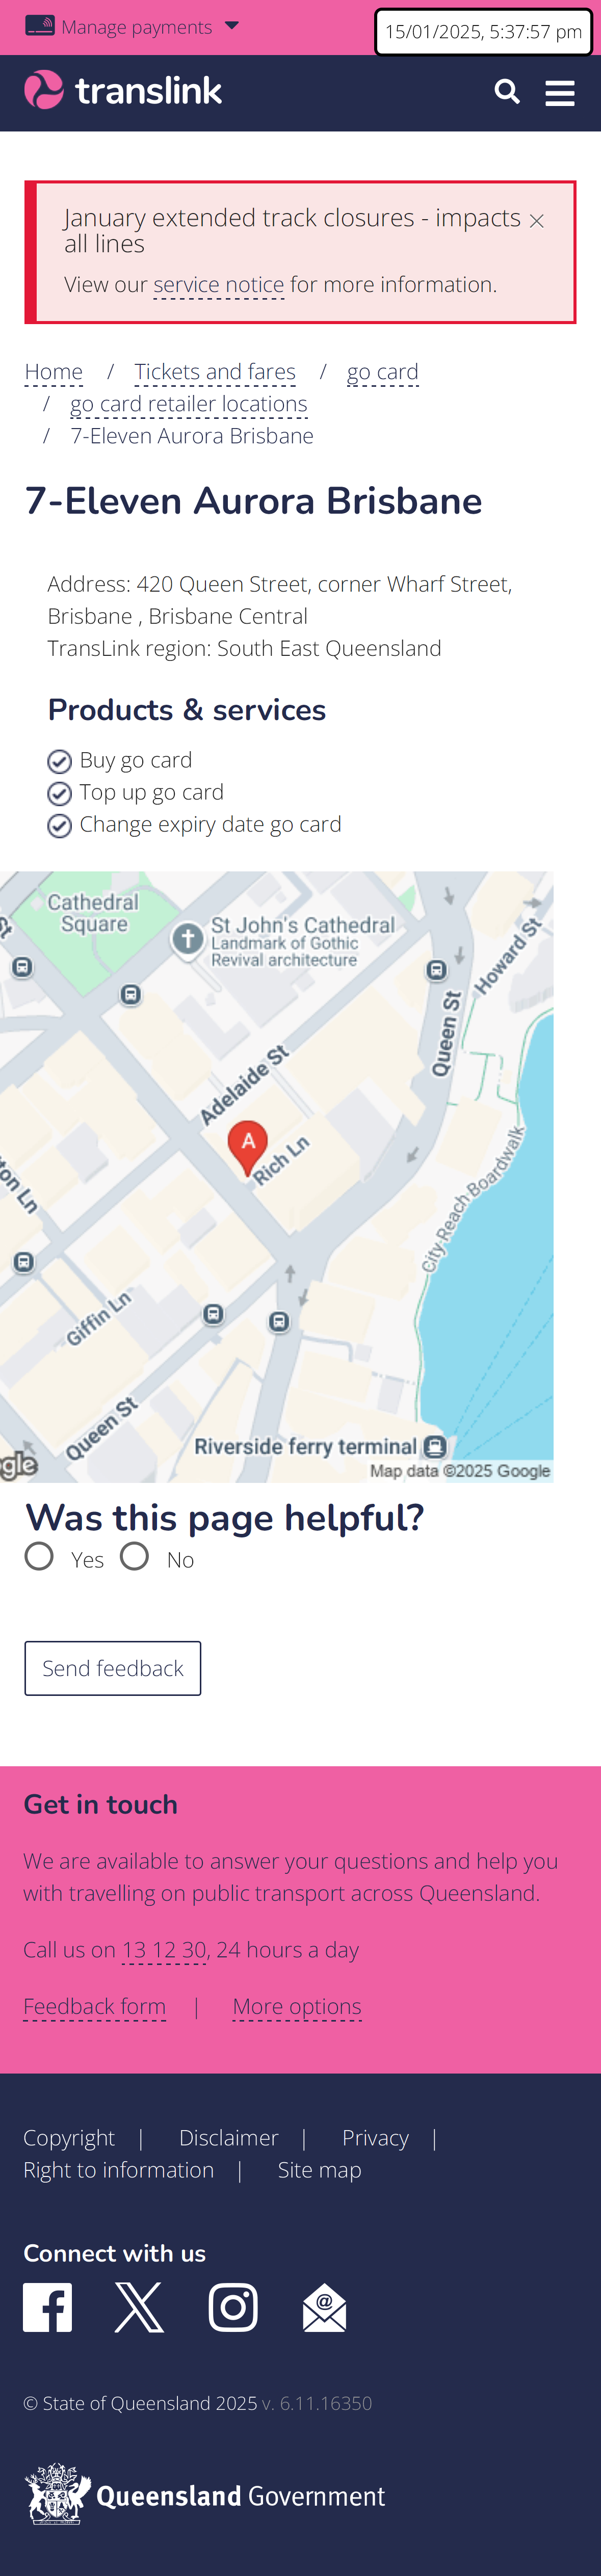 Manage payments
15/01/2025, 5:37:57 pm
translink
January extended track closures - impacts
all lines
View our service notice for more information.
Home / Tickets and fares / go card
/ go card retailer locations
/ 7-Eleven Aurora Brisbane
7-Eleven Aurora Brisbane
Address: 420 Queen Street, corner Wharf Street,
Brisbane , Brisbane Central
TransLink region: South East Queensland
Products & services
Buy go card
Top up go card
Change expiry date go card
Cathedral
Square
St John's Cathedral
Landmark of Gothic
Revival architecture
St
Howard St
Queen St
Adelaide St
A
Rich Ln
ton Ln
City Reach Boardwalk
Giffin Ln
Queen St
Riverside ferry terminal
gle
Map data ©2025 Google
Was this page helpful?
Yes No
Send feedback
Get in touch
We are available to answer your questions and help you
with travelling on public transport across Queensland.
Call us on 13 12 30, 24 hours a day
Feedback form | More options
Copyright | Disclaimer | Privacy |
Right to information | Site map
Connect with us
© State of Queensland 2025 v. 6.11.16350
Queensland Government